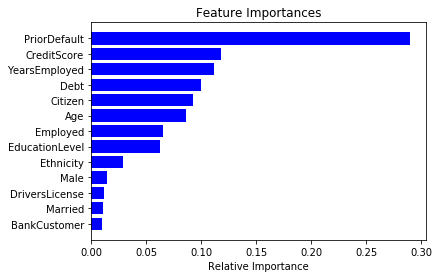 Feature Importances
PriorDefault
CreditScore
YearsEmployed
Debt
Citizen
Age
Employed
EducationLevel
Ethnicity
Male
DriversLicense
Married
BankCustomer
0.00 0.05 0.10 0.15 0.20 0.25 0.30
Relative Importance